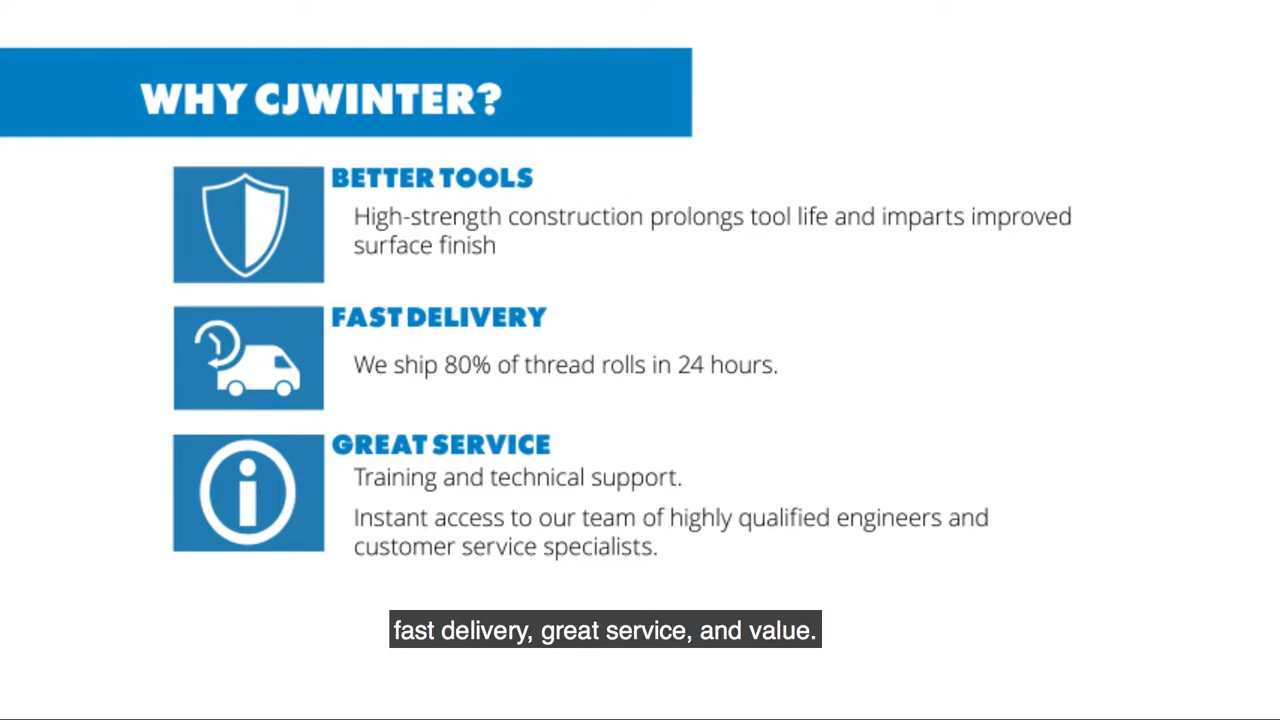 WHY CJWINTER?
BETTER TOOLS
High-strength construction prolongs tool life and imparts improved
surface finish
FAST DELIVERY
We ship 80% of thread rolls in 24 hours.
GREAT SERVICE
Training and technical support.
Instant access to our team of highly qualified engineers and
customer service specialists.
fast delivery, great service, and value.